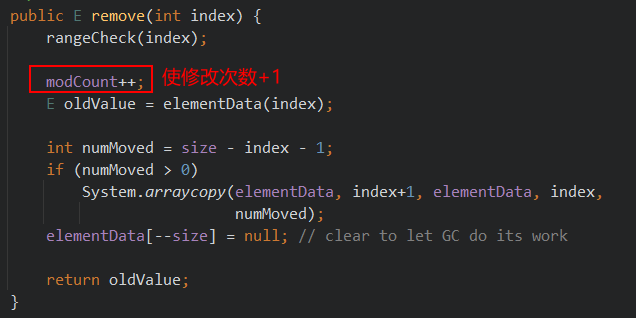 public E remove(int index) {
rangeCheck(index);
modCount++; 使修改次数+1
E oldValue = elementData(index);
int numMoved = size - index - 1;
if (numMoved > 0)
System.arraycopy(elementData, index+1, elementData, index,
numMoved);
elementData[--size] = null; // clear to let GC do its work
return oldValue;
}